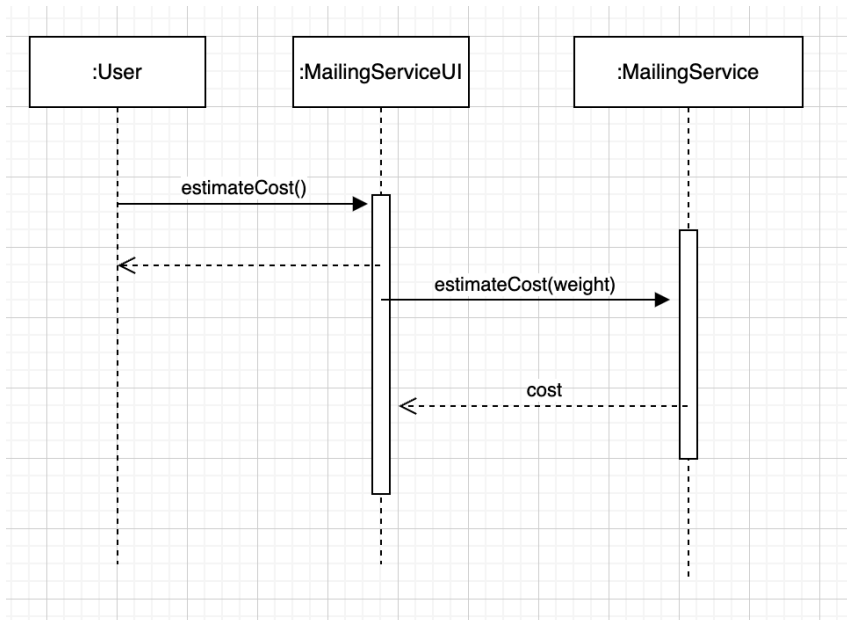 :User
:MailingServiceUI
:MailingService
estimateCost()
estimateCost(weight)
cost